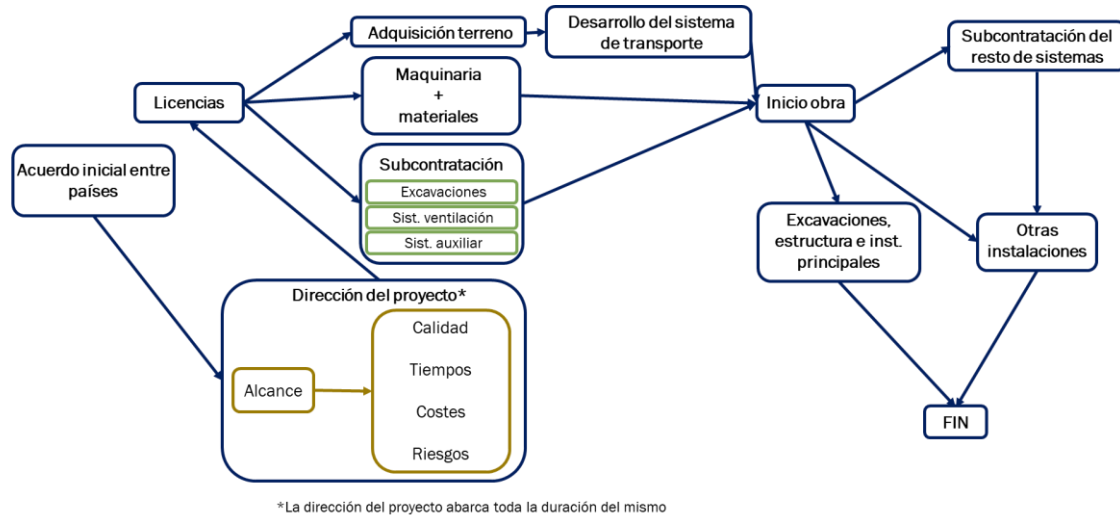 Adquisición terreno
Desarrollo del sistema
de transporte
Subcontratación del
resto de sistemas
Licencias
Maquinaria
+
materiales
Inicio obra
Acuerdo inicial entre
países
Subcontratación
Excavaciones
Sist. ventilación
Sist. auxiliar
Excavaciones,
estructura e inst.
principales
Otras
instalaciones
Dirección del proyecto*
Alcance
Calidad
Tiempos
Costes
Riesgos
FIN
*La dirección del proyecto abarca toda la duración del mismo